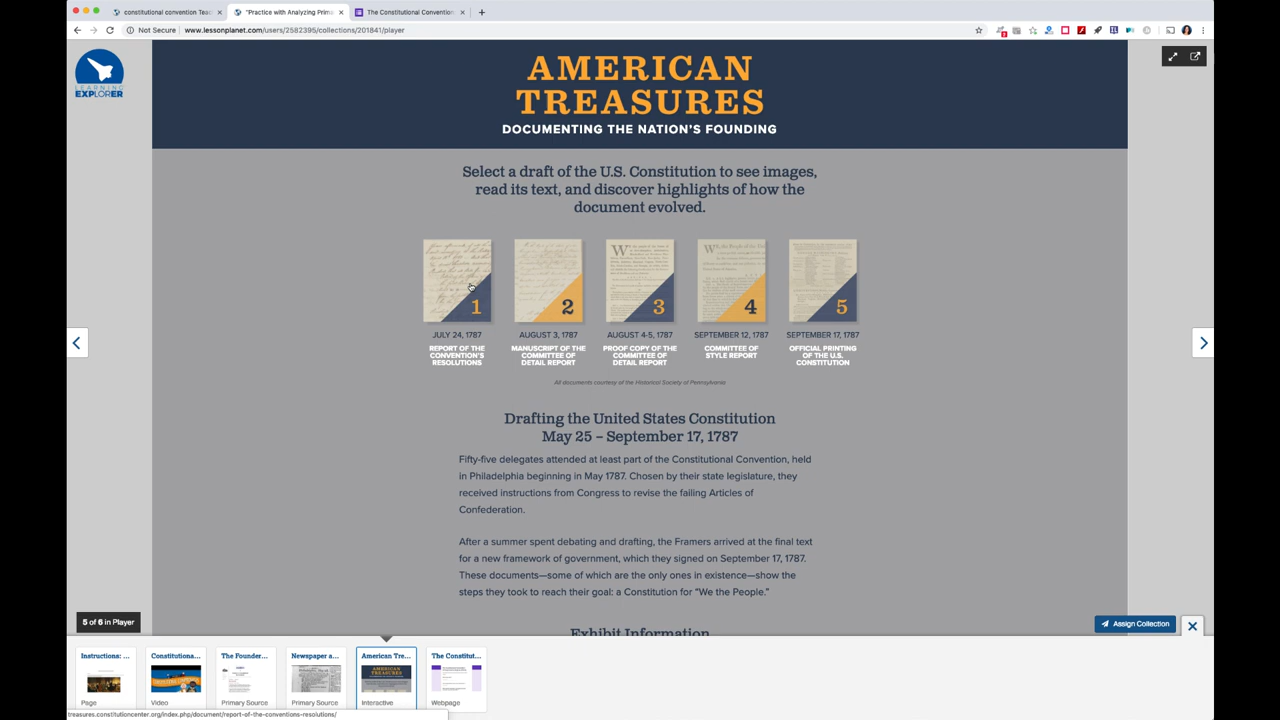 constitutional convention Teac
"Practice with Analyzing Prima
The Constitutional Convention
Not Secure
www.lessonplanet.com/users/2582395/collections/201841/player
LEARNING
EXPLORER
AMERICAN
TREASURES
DOCUMENTING THE NATION'S FOUNDING
Select a draft of the U.S. Constitution to see images,
read its text, and discover highlights of how the
document evolved.
1
2
3
4
5
JULY 24, 1787
AUGUST 3, 1787
AUGUST 4-5, 1787
SEPTEMBER 12, 1787
SEPTEMBER 17, 1787
REPORT OF THE
CONVENTION'S
RESOLUTIONS
MANUSCRIPT OF THE
COMMITTEE OF
DETAIL REPORT
PROOF COPY OF THE
COMMITTEE OF
DETAIL REPORT
COMMITTEE OF
STYLE REPORT
OFFICIAL PRINTING
OF THE U.S.
CONSTITUTION
All documents courtesy of the Historical Society of Pennsylvania
Drafting the United States Constitution
May 25 – September 17, 1787
Fifty-five delegates attended at least part of the Constitutional Convention, held
in Philadelphia beginning in May 1787. Chosen by their state legislature, they
received instructions from Congress to revise the failing Articles of
Confederation.
After a summer spent debating and drafting, the Framers arrived at the final text
for a new framework of government, which they signed on September 17, 1787.
These documents—some of which are the only ones in existence—show the
steps they took to reach their goal: a Constitution for "We the People."
Exhibit Information
5 of 6 in Player
Assign Collection
Instructions: ...
Page
Constitutiona...
Video
The Founder...
Primary Source
Newspaper a...
Primary Source
American Tre...
AMERICAN
TREASURES
Interactive
The Constitut...
Webpage
treasures.constitutioncenter.org/index.php/document/report-of-the-conventions-resolutions/